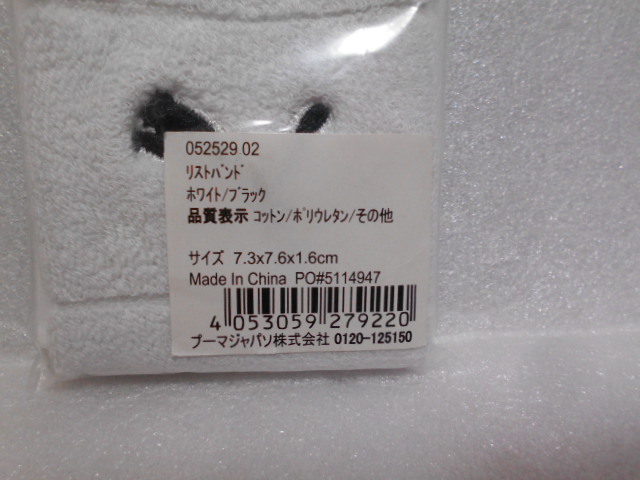 052529 02
リストバンド
ホワイト/ブラック
品質表示 コットン/ポリウレタン/その他
サイズ 7.3x7.6x1.6cm
Made In China PO#5114947
4 053059 279220
プーマジャパン株式会社 0120-125150